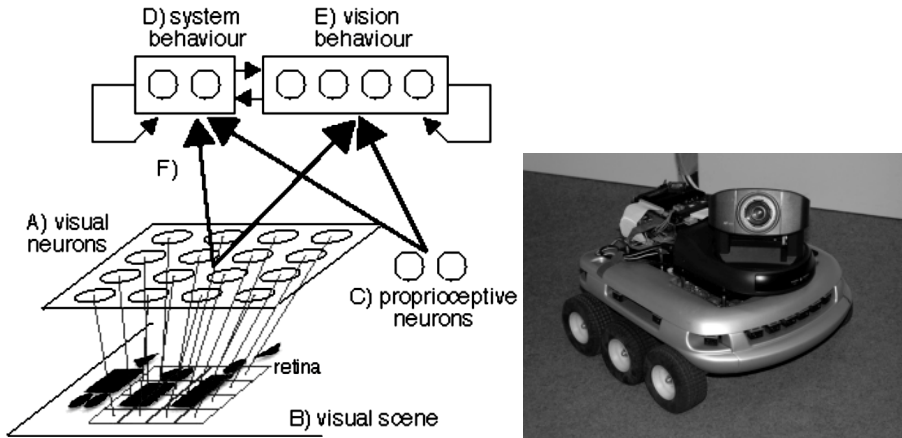 D) system
behaviour
E) vision
behaviour
F)
A) visual
neurons
C) proprioceptive
neurons
retina
B) visual scene